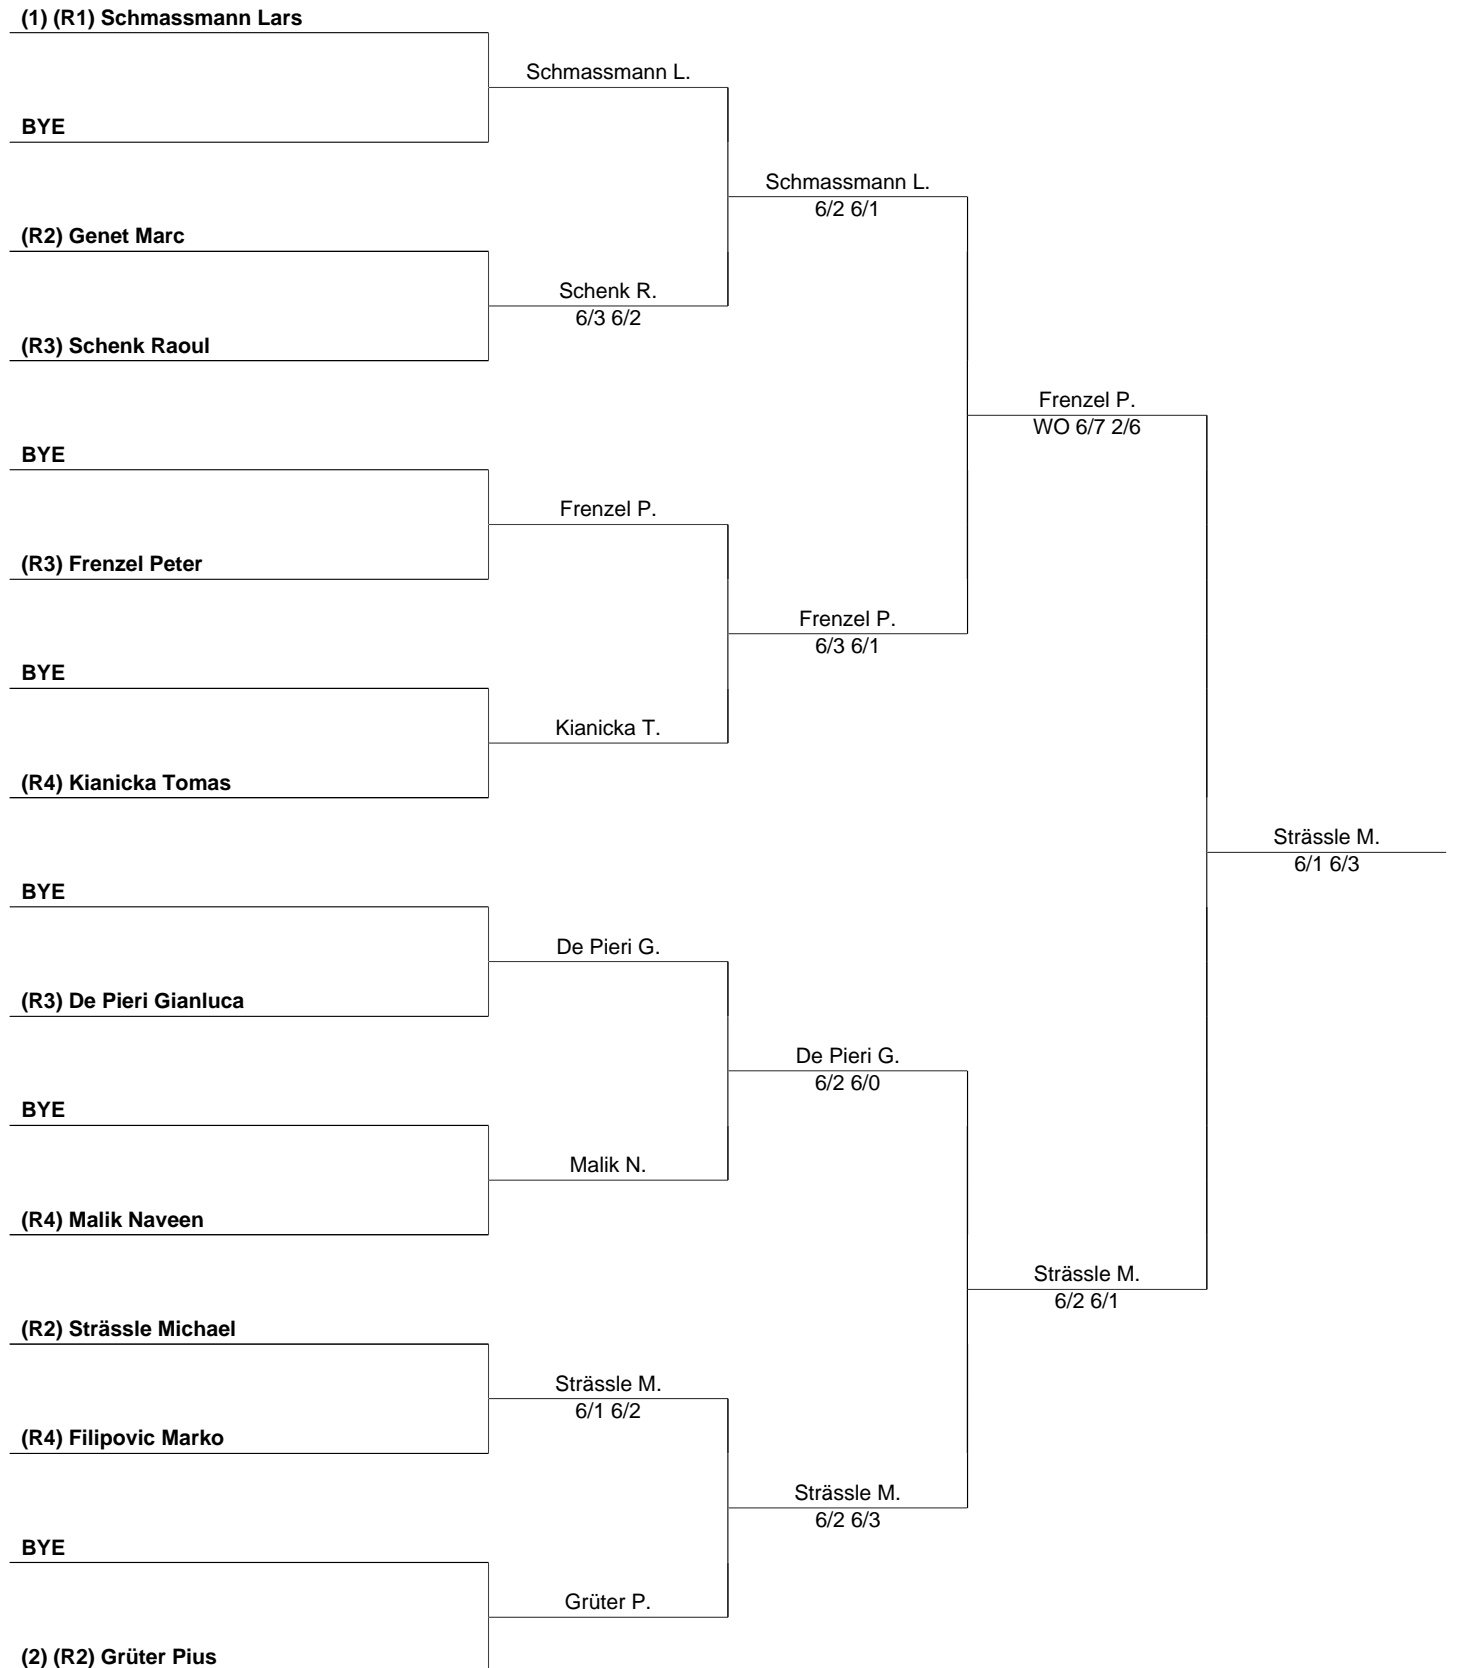 (1) (R1) Schmassmann Lars
Schmassmann L.
BYE
Schmassmann L.
6/2 6/1
(R2) Genet Marc
Schenk R.
6/3 6/2
(R3) Schenk Raoul
Frenzel P.
WO 6/7 2/6
BYE
Frenzel P.
(R3) Frenzel Peter
Frenzel P.
6/3 6/1
BYE
Kianicka T.
(R4) Kianicka Tomas
Strässle M.
6/1 6/3
BYE
De Pieri G.
(R3) De Pieri Gianluca
De Pieri G.
6/2 6/0
BYE
Malik N.
(R4) Malik Naveen
Strässle M.
6/2 6/1
(R2) Strässle Michael
Strässle M.
6/1 6/2
(R4) Filipovic Marko
Strässle M.
6/2 6/3
BYE
Grüter P.
(2) (R2) Grüter Pius